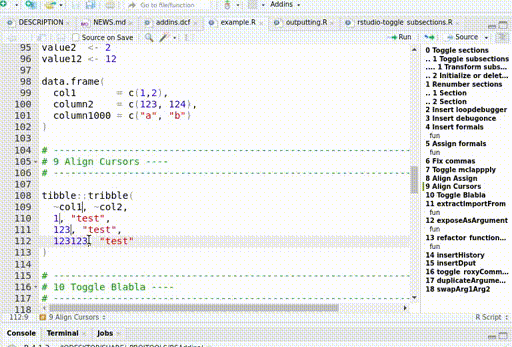 Go to file/function
Addins
DESCRIPTION
NEWS.md
addins.dcf
example.R
outputting.R
rstudio-toggle subsections.R
Source on Save
Run
Source
95 value2 <- 2
96 value12 <- 12
97
98 data.frame(
99 col1 = c(1,2),
100 column2 = c(123, 124),
101 column1000 = c("a", "b")
102 )
103
104 # ----------------------------------------------------
105 # 9 Align Cursors ----
106 # ----------------------------------------------------
107
108 tibble::tribble(
109 ~col1, ~col2,
110 1, "test",
111 123, "test",
112 123123, "test"
113 )
114
115 # ----------------------------------------------------
116 # 10 Toggle Blabla ----
117 # ----------------------------------------------------
118
0 Toggle sections
.. 1 Toggle subsec...
.... 1 Transform subs...
.. 2 Initialize or delet...
1 Renumber sections
.. 1 Section
.. 2 Section
2 Insert loopdebugger
3 Insert debugonce
4 Insert formals
fun
5 Assign formals
fun
6 Fix commas
7 Toggle mclappply
8 Align Assign
9 Align Cursors
10 Toggle Blabla
11 extractImportFrom
12 exposeAsArgument
fun
13 refactor function...
fun
14 insertHistory
15 insertDput
16 toggle roxyComm...
17 duplicateArgume...
18 swapArg1Arg2
112:9
9 Align Cursors
R Script
Console
Terminal
Jobs